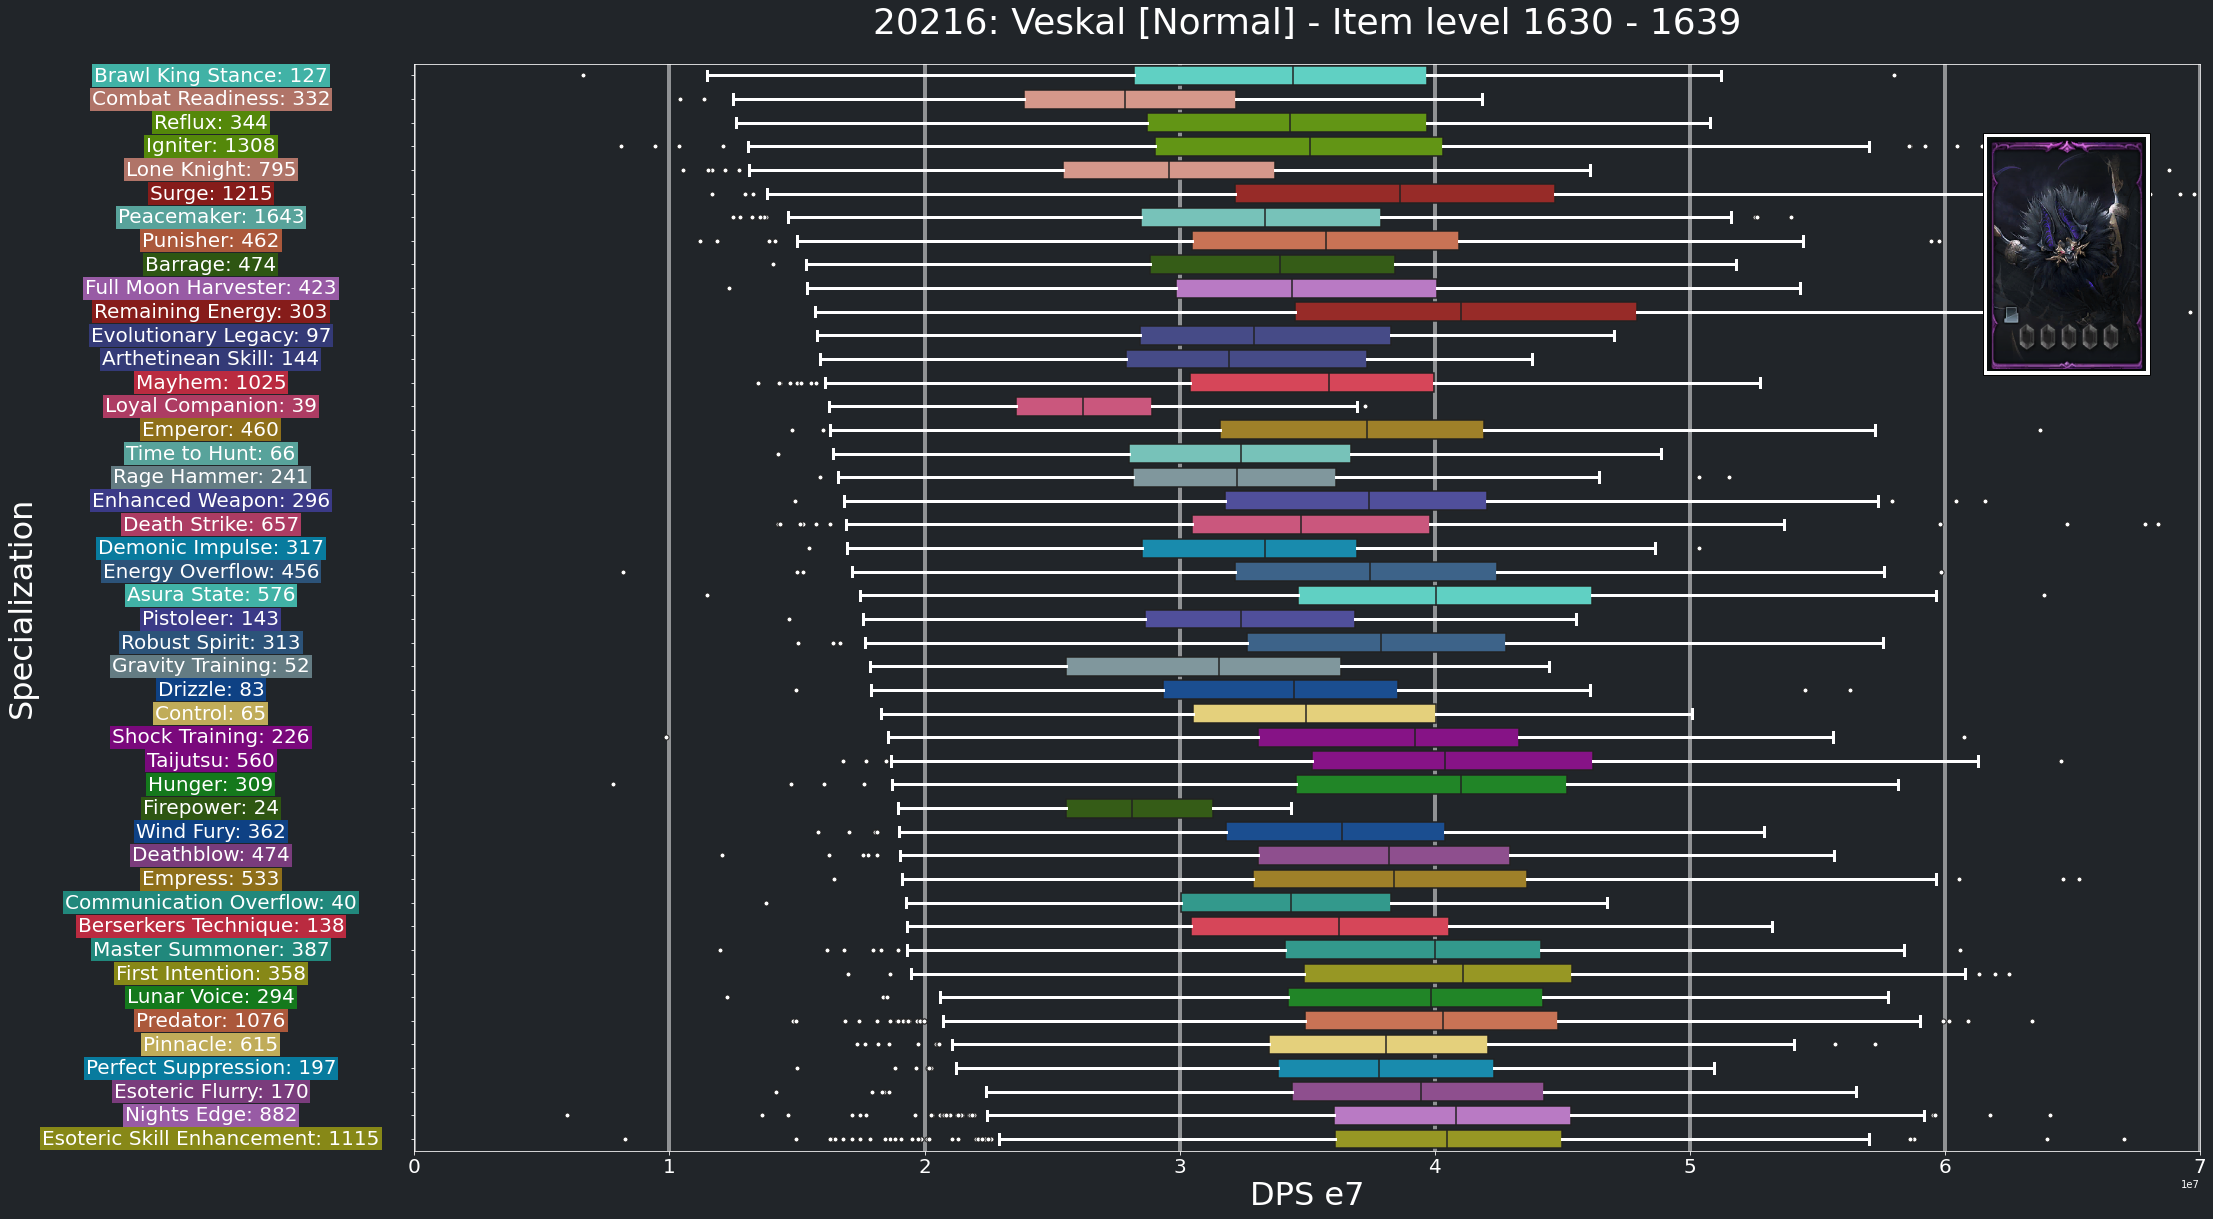 20216: Veskal [Normal] - Item level 1630 - 1639
Brawl King Stance: 127
Combat Readiness: 332
Reflux: 344
Igniter: 1308
Lone Knight: 795
Surge: 1215
Peacemaker: 1643
Punisher: 462
Barrage: 474
Full Moon Harvester: 423
Remaining Energy: 303
Evolutionary Legacy: 97
Arthetinean Skill: 144
Mayhem: 1025
Loyal Companion: 39
Emperor: 460
Time to Hunt: 66
Rage Hammer: 241
Enhanced Weapon: 296
Death Strike: 657
Demonic Impulse: 317
Energy Overflow: 456
Asura State: 576
Pistoleer: 143
Robust Spirit: 313
Gravity Training: 52
Drizzle: 83
Control: 65
Shock Training: 226
Taijutsu: 560
Hunger: 309
Firepower: 24
Wind Fury: 362
Deathblow: 474
Empress: 533
Communication Overflow: 40
Berserkers Technique: 138
Master Summoner: 387
First Intention: 358
Lunar Voice: 294
Predator: 1076
Pinnacle: 615
Perfect Suppression: 197
Esoteric Flurry: 170
Nights Edge: 882
Esoteric Skill Enhancement: 1115
Specialization
0 1 2 3 4 5 6 7
1e7
DPS e7